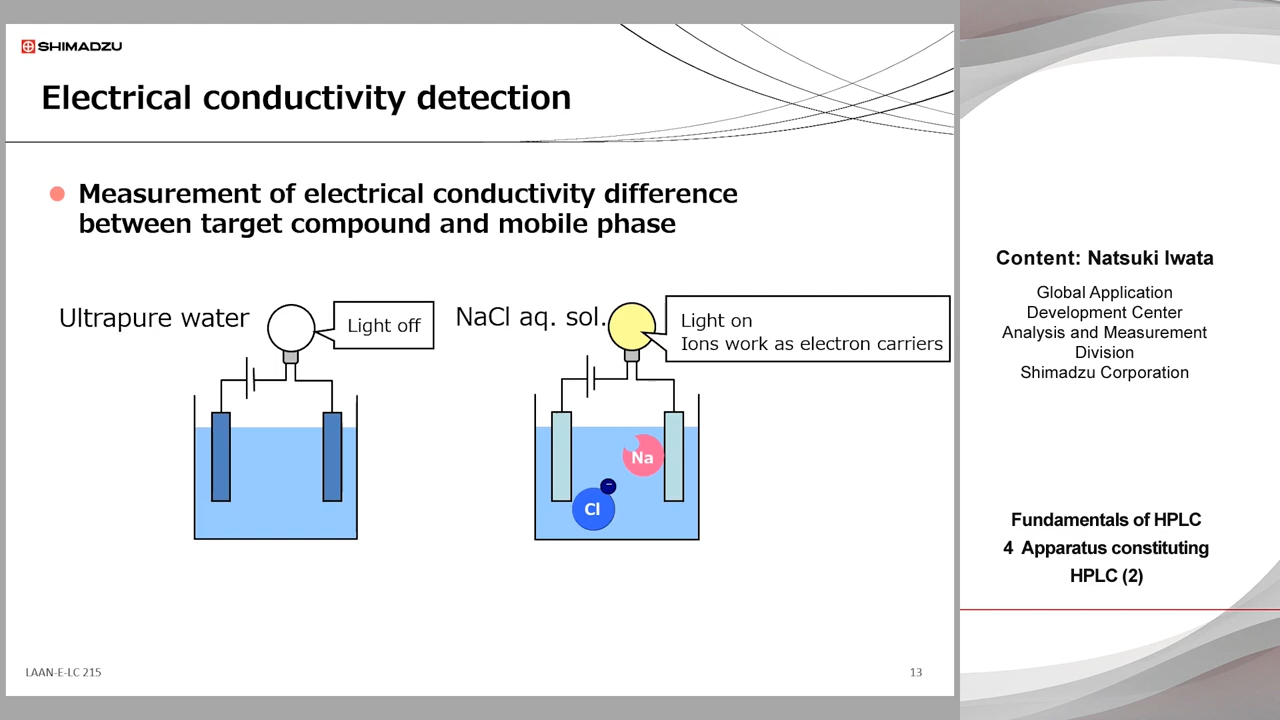 SHIMADZU
Electrical conductivity detection
Measurement of electrical conductivity difference
between target compound and mobile phase
Ultrapure water
Light off
NaCl aq. sol.
Light on
Ions work as electron carriers
Na
−
Cl
LAAN-E-LC 215
13
Content: Natsuki Iwata
Global Application
Development Center
Analysis and Measurement
Division
Shimadzu Corporation
Fundamentals of HPLC
4 Apparatus constituting
HPLC (2)